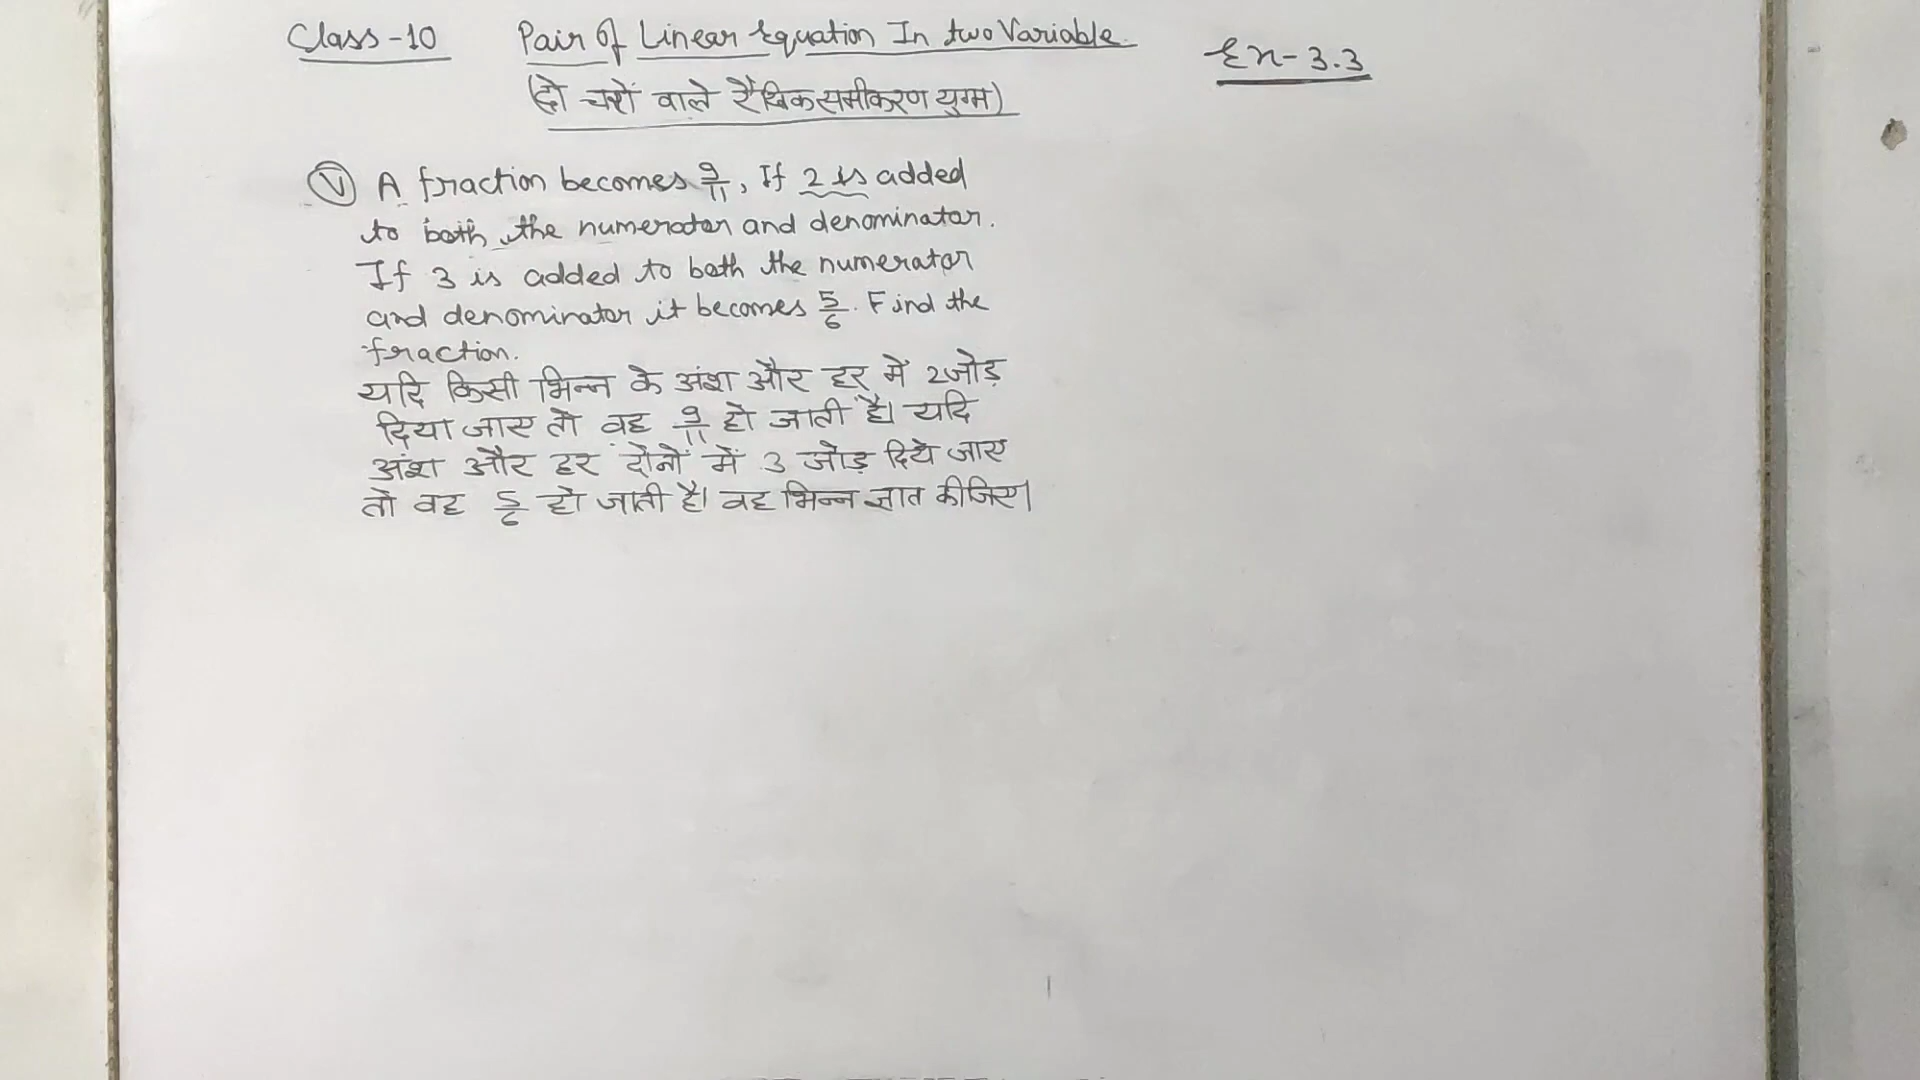 Class-10 Pair Of Linear Equation In two Variable Ex-3.3
(दो चरों वाले रैखिक समीकरण युग्म)
(V) A fraction becomes 9/11, If 2 is added
to both the numerator and denominator.
If 3 is added to both the numerator
and denominator it becomes 5/6. Find the
fraction.
यदि किसी भिन्न के अंश और हर में 2 जोड़
दिया जाए तो वह 9/11 हो जाती है। यदि
अंश और हर दोनों में 3 जोड़ दिये जाए
तो वह 5/6 हो जाती है। वह भिन्न ज्ञात कीजिए।